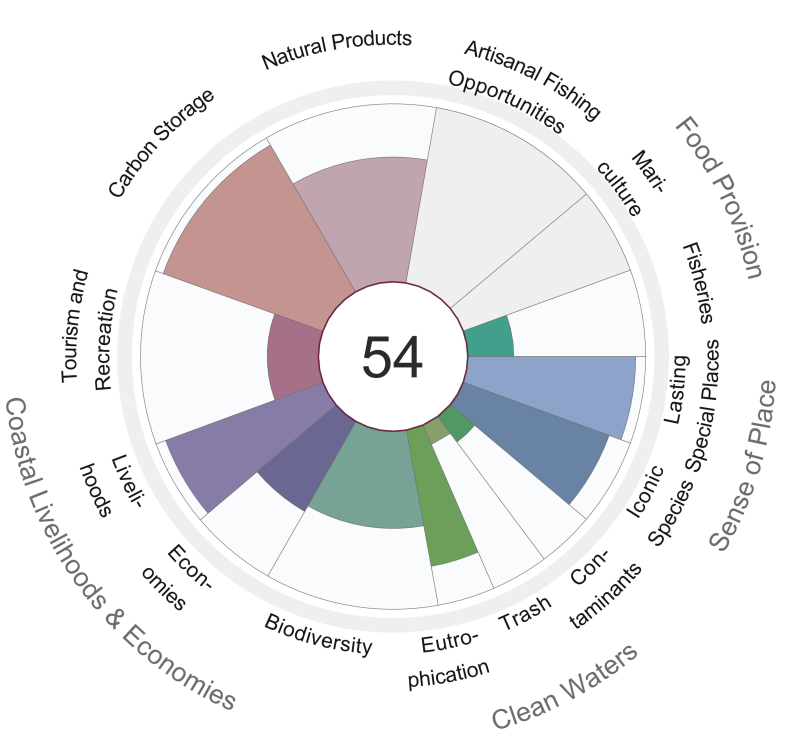 Natural Products
Artisanal Fishing
Opportunities
Mari-
culture
Food Provision
Fisheries
Lasting
Special Places
Sense of Place
Iconic
Species
Con-
taminants
Clean Waters
Trash
Eutro-
phication
Biodiversity
Econ-
omies
Coastal Livelihoods & Economies
Liveli-
hoods
Tourism and
Recreation
Carbon Storage
54